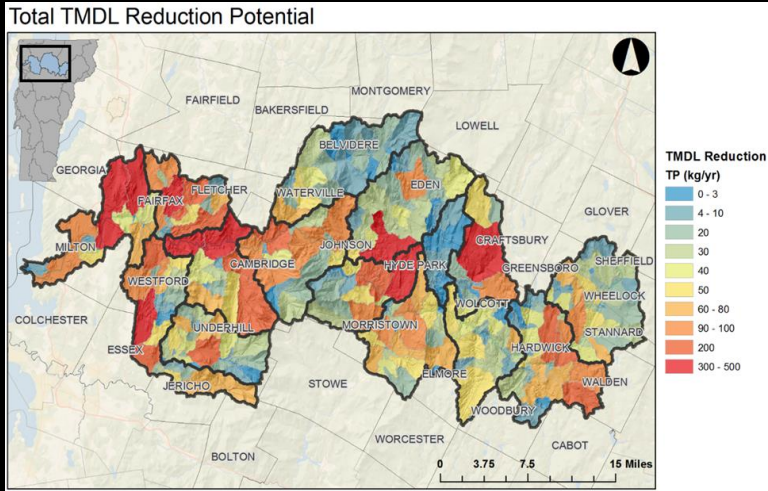 Total TMDL Reduction Potential
MONTGOMERY
FAIRFIELD
BAKERSFIELD
LOWELL
BELVIDERE
GEORGIA
FLETCHER
EDEN
WATERVILLE
FAIRFAX
GLOVER
MILTON
JOHNSON
CRAFTSBURY
CAMBRIDGE
HYDE PARK
GREENSBORO
SHEFFIELD
WESTFORD
WHEELOCK
WOLCOTT
COLCHESTER
UNDERHILL
MORRISTOWN
STANNARD
ESSEX
HARDWICK
ELMORE
JERICHO
STOWE
WALDEN
WOODBURY
WORCESTER
CABOT
BOLTON
0 3.75 7.5 15 Miles
TMDL Reduction
TP (kg/yr)
0 - 3
4 - 10
20
30
40
50
60 - 80
90 - 100
200
300 - 500